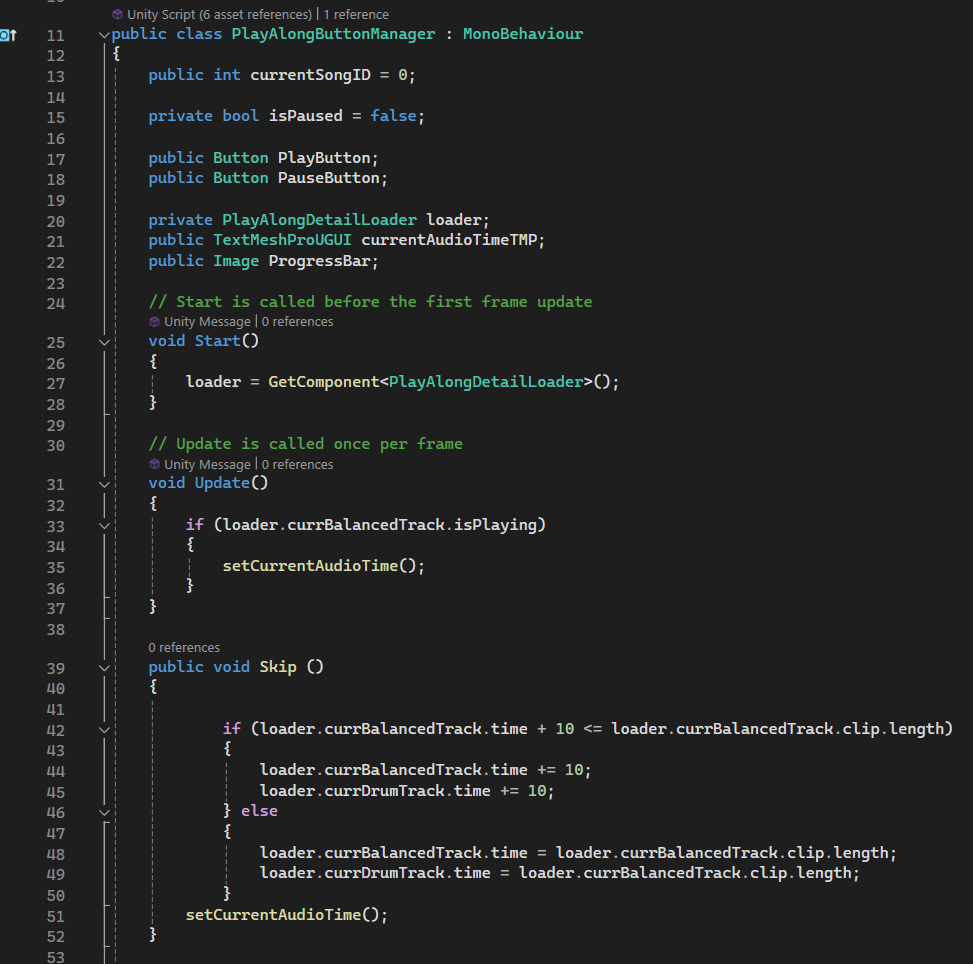 Unity Script (6 asset references) | 1 reference
11 public class PlayAlongButtonManager : MonoBehaviour
12 {
13 public int currentSongID = 0;
14
15 private bool isPaused = false;
16
17 public Button PlayButton;
18 public Button PauseButton;
19
20 private PlayAlongDetailLoader loader;
21 public TextMeshProUGUI currentAudioTimeTMP;
22 public Image ProgressBar;
23
24 // Start is called before the first frame update
Unity Message | 0 references
25 void Start()
26 {
27 loader = GetComponent<PlayAlongDetailLoader>();
28 }
29
30 // Update is called once per frame
Unity Message | 0 references
31 void Update()
32 {
33 if (loader.currBalancedTrack.isPlaying)
34 {
35 setCurrentAudioTime();
36 }
37 }
38
0 references
39 public void Skip ()
40 {
41
42 if (loader.currBalancedTrack.time + 10 <= loader.currBalancedTrack.clip.length)
43 {
44 loader.currBalancedTrack.time += 10;
45 loader.currDrumTrack.time += 10;
46 } else
47 {
48 loader.currBalancedTrack.time = loader.currBalancedTrack.clip.length;
49 loader.currDrumTrack.time = loader.currBalancedTrack.clip.length;
50 }
51 setCurrentAudioTime();
52 }
53